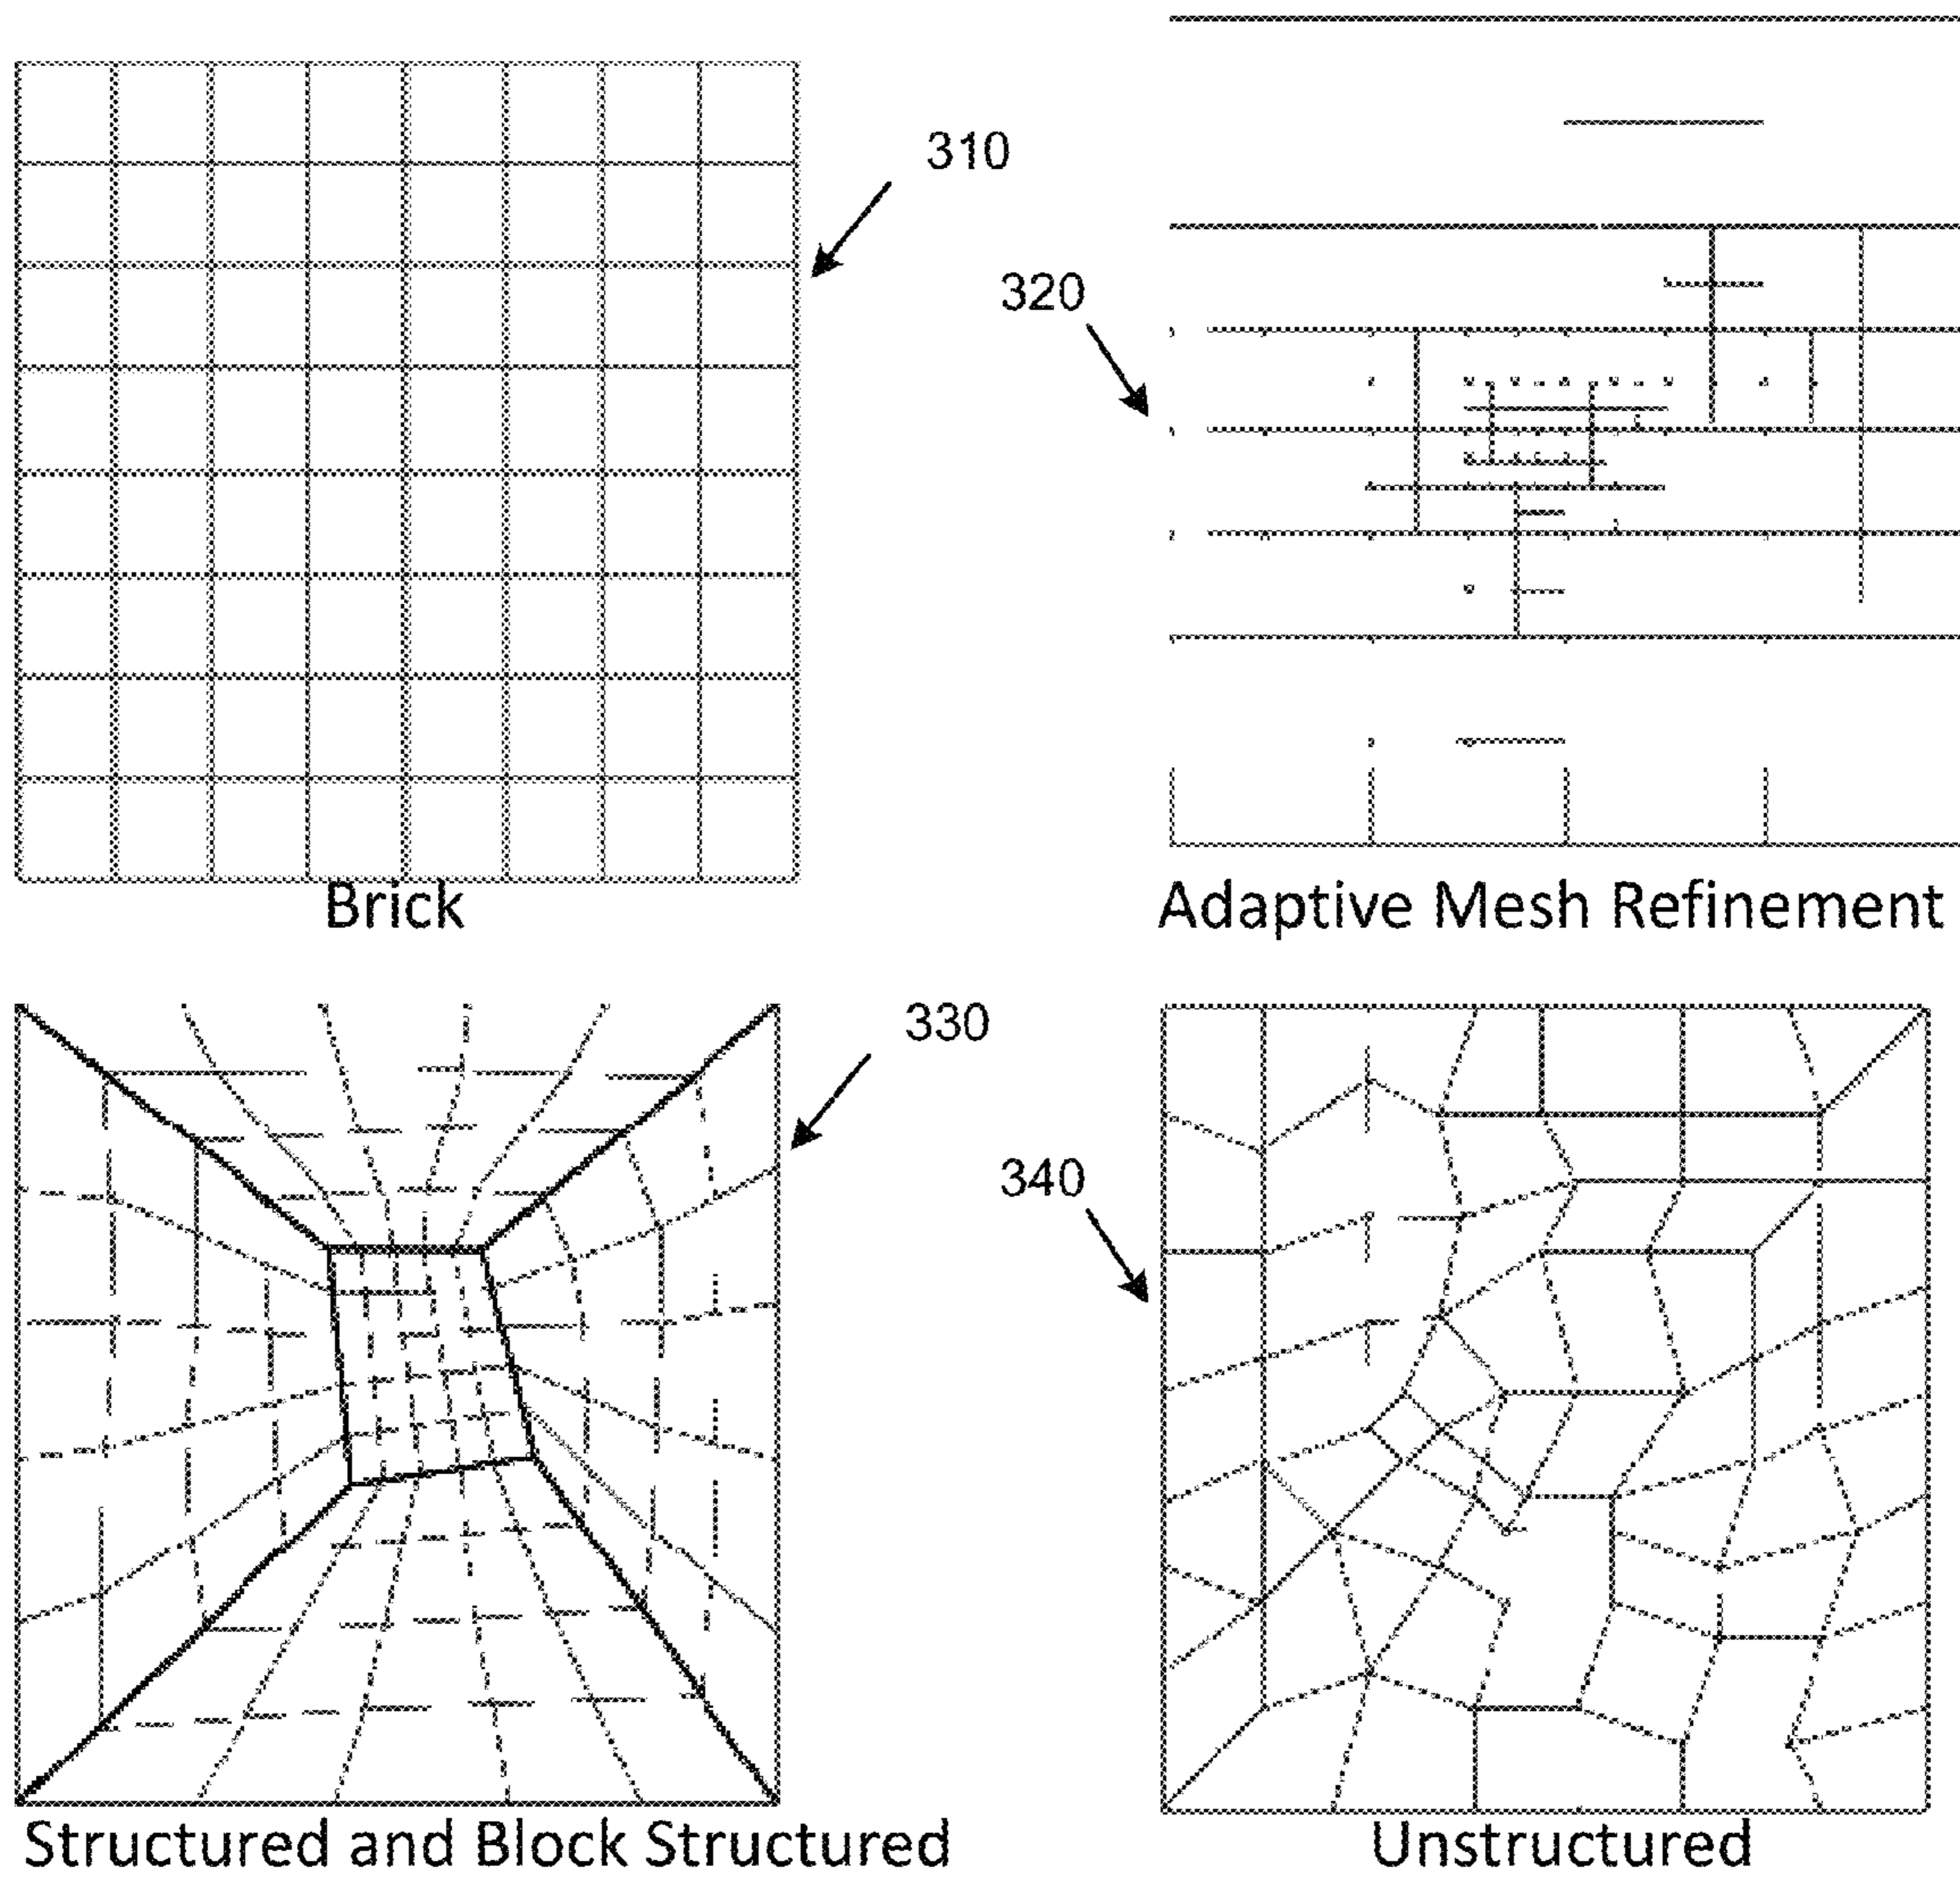 310
320
Brick
Adaptive Mesh Refinement
330
340
Structured and Block Structured
Unstructured